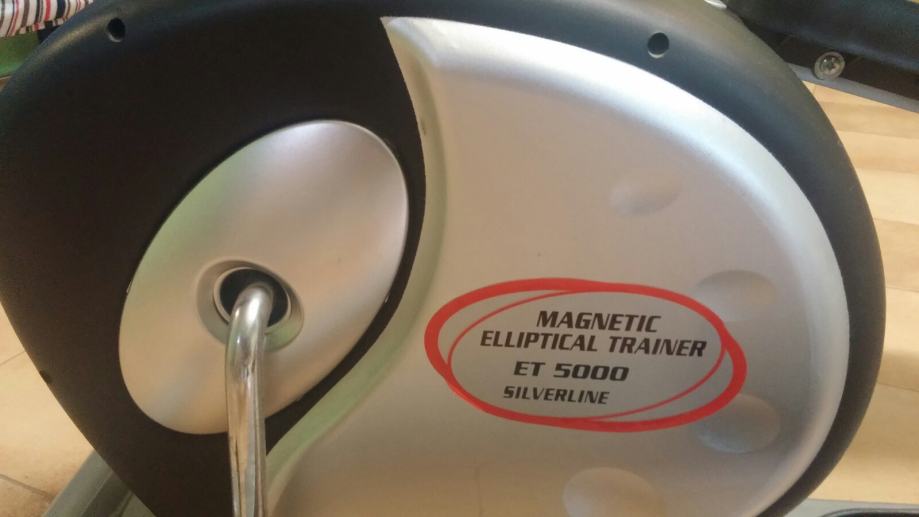 MAGNETIC
ELLIPTICAL TRAINER
ET 5000
SILVERLINE